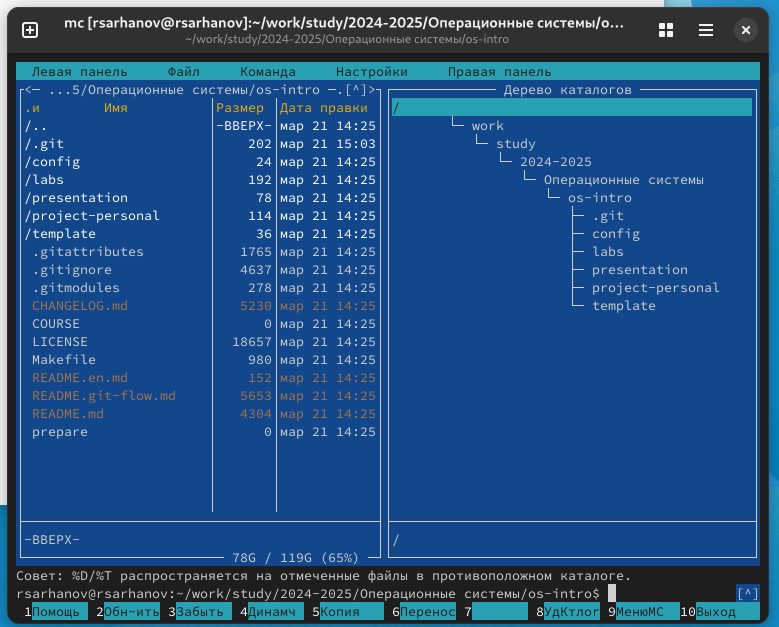 mc [rsarhanov@rsarhanov]:~/work/study/2024-2025/Операционные системы/o...
~/work/study/2024-2025/Операционные системы/os-intro
Левая панель Файл Команда Настройки Правая панель
<─ ...5/Операционные системы/os-intro ─.[^]>
.и Имя Размер Дата правки
/.. -ВВЕРХ- мар 21 14:25
/.git 202 мар 21 15:03
/config 24 мар 21 14:25
/labs 192 мар 21 14:25
/presentation 78 мар 21 14:25
/project-personal 114 мар 21 14:25
/template 36 мар 21 14:25
.gitattributes 1765 мар 21 14:25
.gitignore 4637 мар 21 14:25
.gitmodules 278 мар 21 14:25
CHANGELOG.md 5230 мар 21 14:25
COURSE 0 мар 21 14:25
LICENSE 18657 мар 21 14:25
Makefile 980 мар 21 14:25
README.en.md 152 мар 21 14:25
README.git-flow.md 5653 мар 21 14:25
README.md 4304 мар 21 14:25
prepare 0 мар 21 14:25
-ВВЕРХ-
78G / 119G (65%)
Дерево каталогов
/
work
study
2024-2025
Операционные системы
os-intro
.git
config
labs
presentation
project-personal
template
/
Совет: %D/%T распространяется на отмеченные файлы в противоположном каталоге.
rsarhanov@rsarhanov:~/work/study/2024-2025/Операционные системы/os-intro$ [^]
1Помощь 2Обн~ить 3Забыть 4Динамч 5Копия 6Перенос 7 8УдКтлог 9МенюМС 10Выход